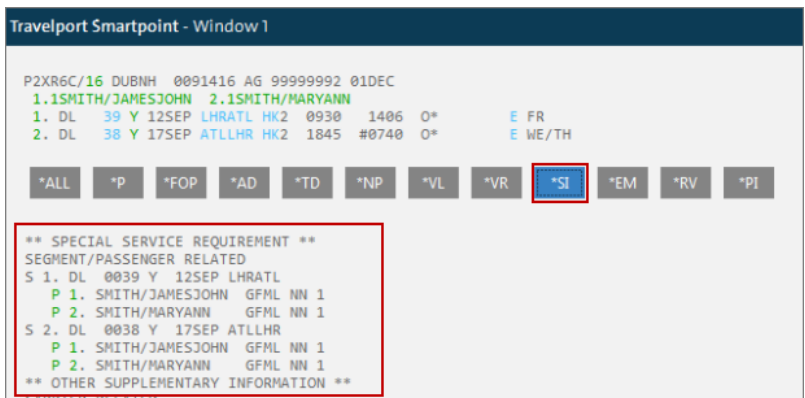 Travelport Smartpoint - Window 1
P2XR6C/16 DUBNH 0091416 AG 99999992 01DEC
1.1SMITH/JAMESJOHN 2.1SMITH/MARYANN
1. DL 39 Y 12SEP LHRATL HK2 0930 1406 O* E FR
2. DL 38 Y 17SEP ATLLHR HK2 1845 #0740 O* E WE/TH
*ALL *P *FOP *AD *TD *NP *VL *VR *SI *EM *RV *PI
** SPECIAL SERVICE REQUIREMENT **
SEGMENT/PASSENGER RELATED
S 1. DL 0039 Y 12SEP LHRATL
P 1. SMITH/JAMESJOHN GFML NN 1
P 2. SMITH/MARYANN GFML NN 1
S 2. DL 0038 Y 17SEP ATLLHR
P 1. SMITH/JAMESJOHN GFML NN 1
P 2. SMITH/MARYANN GFML NN 1
** OTHER SUPPLEMENTARY INFORMATION **